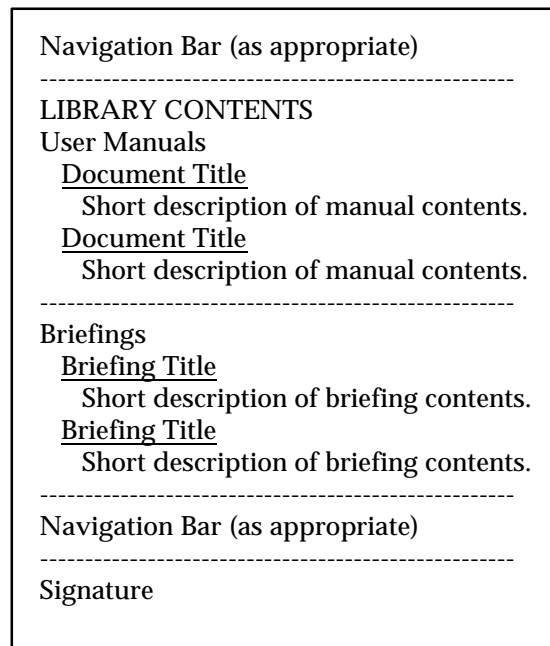 Navigation Bar (as appropriate)
-----------------------------------------------------
LIBRARY CONTENTS
User Manuals
Document Title
Short description of manual contents.
Document Title
Short description of manual contents.
-----------------------------------------------------
Briefings
Briefing Title
Short description of briefing contents.
Briefing Title
Short description of briefing contents.
-----------------------------------------------------
Navigation Bar (as appropriate)
-----------------------------------------------------
Signature